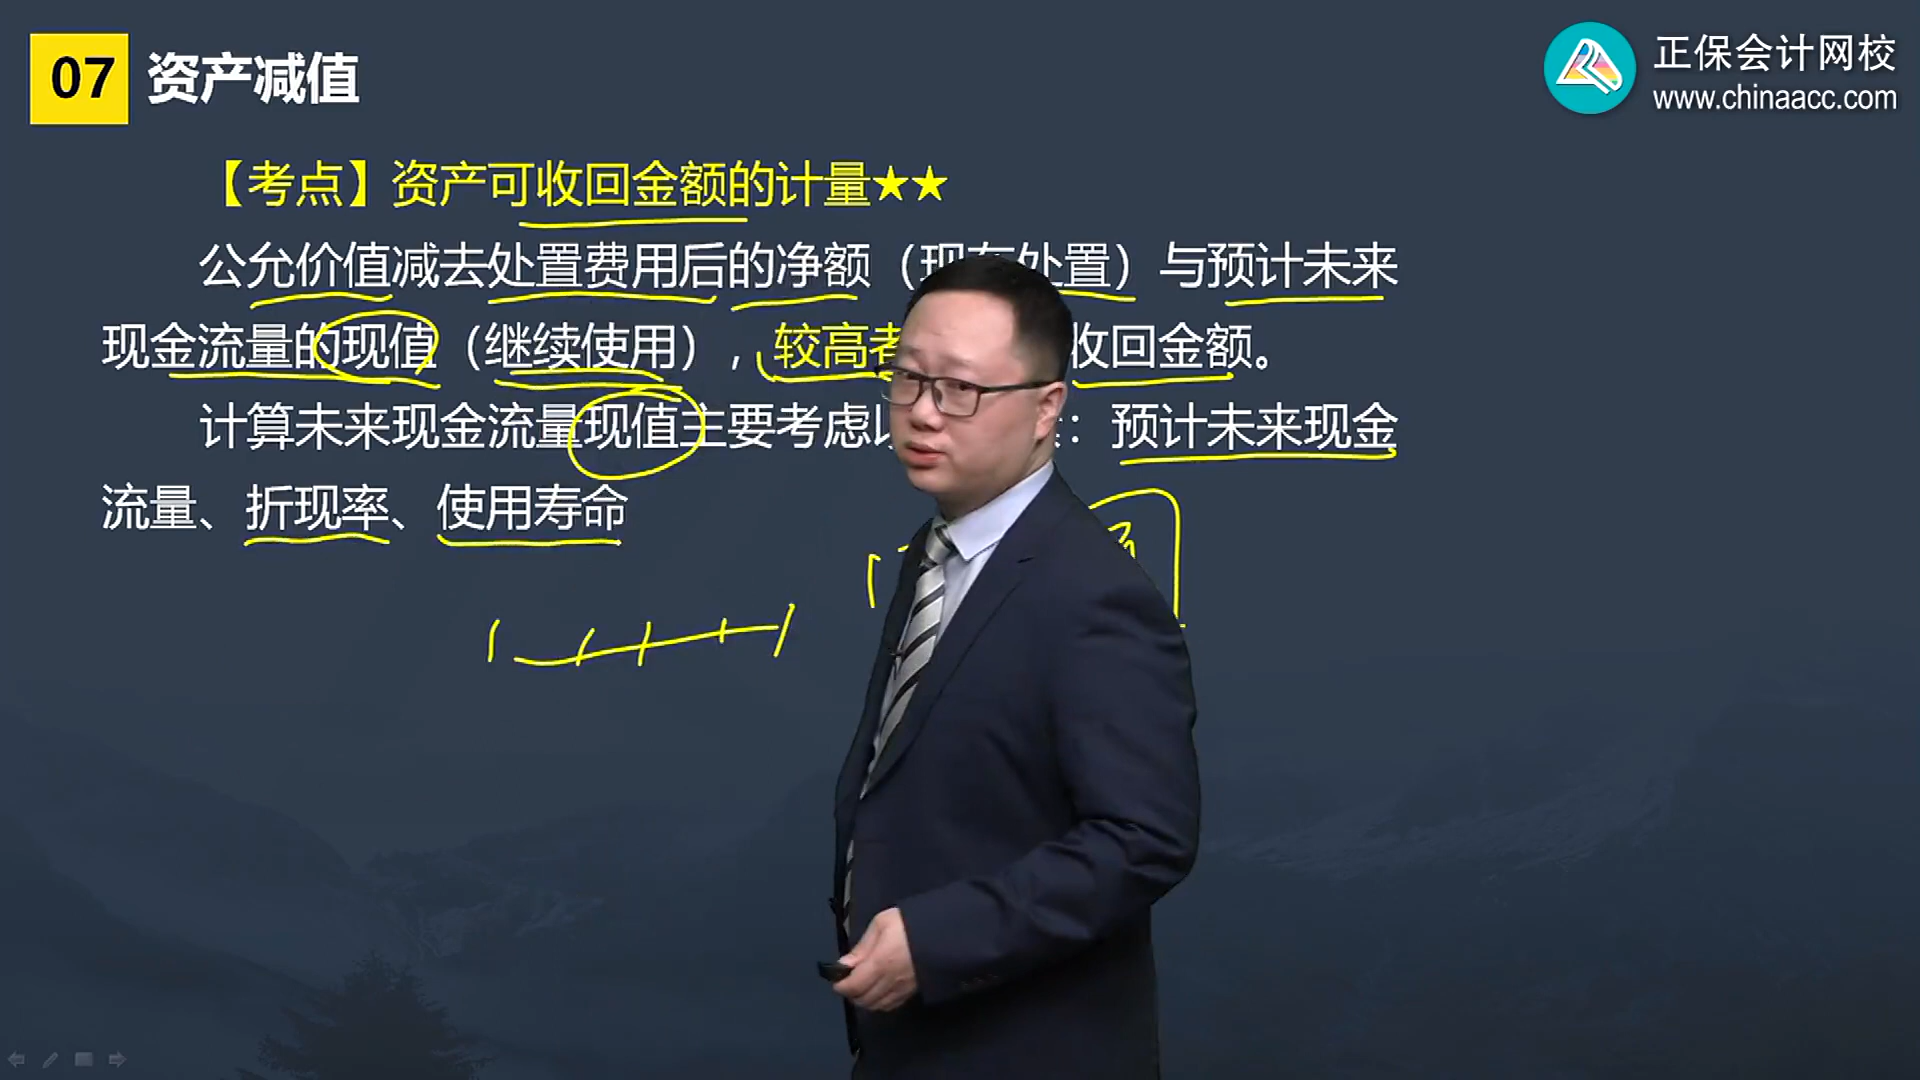 07 资产减值
正保会计网校
www.chinaacc.com
【考点】资产可收回金额的计量★★
公允价值减去处置费用后的净额（现在处置）与预计未来
现金流量的现值（继续使用），较高者 收回金额。
计算未来现金流量现值主要考虑以 ：预计未来现金
流量、折现率、使用寿命